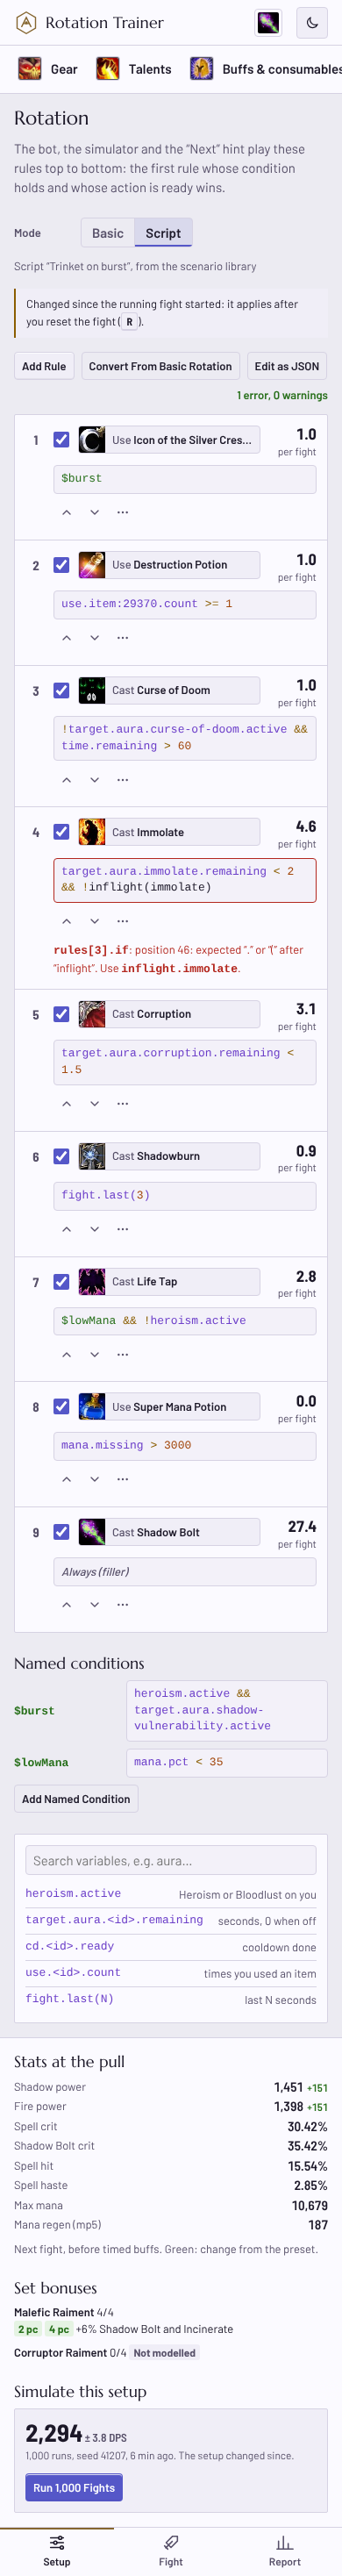 Rotation Trainer
Gear Talents Buffs & consumables
Rotation
The bot, the simulator and the “Next” hint play these
rules top to bottom: the first rule whose condition
holds and whose action is ready wins.
Mode Basic Script
Script “Trinket on burst”, from the scenario library
Changed since the running fight started: it applies after
you reset the fight (R).
Add Rule Convert From Basic Rotation Edit as JSON
1 error, 0 warnings
1 Use Icon of the Silver Cres... 1.0
per fight
$burst
2 Use Destruction Potion 1.0
per fight
use.item:29370.count >= 1
3 Cast Curse of Doom 1.0
per fight
!target.aura.curse-of-doom.active &&
time.remaining > 60
4 Cast Immolate 4.6
per fight
target.aura.immolate.remaining < 2
&& !inflight(immolate)
rules[3].if: position 46: expected “.” or “(” after
“inflight”. Use inflight.immolate.
5 Cast Corruption 3.1
per fight
target.aura.corruption.remaining <
1.5
6 Cast Shadowburn 0.9
per fight
fight.last(3)
7 Cast Life Tap 2.8
per fight
$lowMana && !heroism.active
8 Use Super Mana Potion 0.0
per fight
mana.missing > 3000
9 Cast Shadow Bolt 27.4
per fight
Always (filler)
Named conditions
$burst heroism.active &&
target.aura.shadow-
vulnerability.active
$lowMana mana.pct < 35
Add Named Condition
Search variables, e.g. aura...
heroism.active Heroism or Bloodlust on you
target.aura.<id>.remaining seconds, 0 when off
cd.<id>.ready cooldown done
use.<id>.count times you used an item
fight.last(N) last N seconds
Stats at the pull
Shadow power 1,451 +151
Fire power 1,398 +151
Spell crit 30.42%
Shadow Bolt crit 35.42%
Spell hit 15.54%
Spell haste 2.85%
Max mana 10,679
Mana regen (mp5) 187
Next fight, before timed buffs. Green: change from the preset.
Set bonuses
Malefic Raiment 4/4
2 pc 4 pc +6% Shadow Bolt and Incinerate
Corruptor Raiment 0/4 Not modelled
Simulate this setup
2,294 ± 3.8 DPS
1,000 runs, seed 41207, 6 min ago. The setup changed since.
Run 1,000 Fights
Setup Fight Report